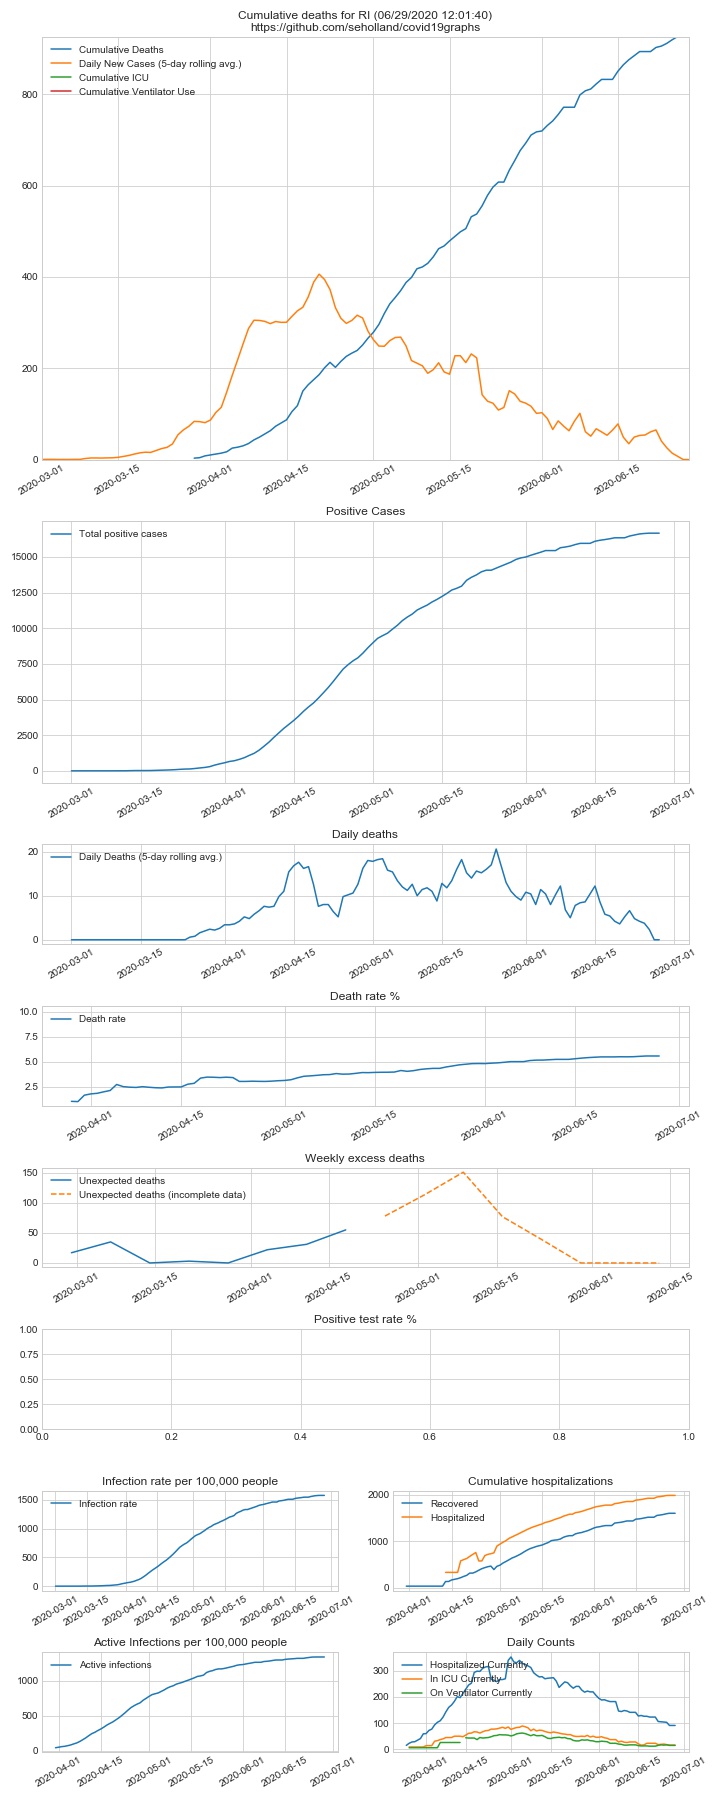 Cumulative deaths for RI (06/29/2020 12:01:40)
https://github.com/seholland/covid19graphs
Cumulative Deaths
Daily New Cases (5-day rolling avg.)
Cumulative ICU
Cumulative Ventilator Use
800
600
400
200
0
2020-03-01 2020-03-15 2020-04-01 2020-04-15 2020-05-01 2020-05-15 2020-06-01 2020-06-15
Positive Cases
Total positive cases
15000
12500
10000
7500
5000
2500
0
2020-03-01 2020-03-15 2020-04-01 2020-04-15 2020-05-01 2020-05-15 2020-06-01 2020-06-15 2020-07-01
Daily deaths
Daily Deaths (5-day rolling avg.)
20
10
0
2020-03-01 2020-03-15 2020-04-01 2020-04-15 2020-05-01 2020-05-15 2020-06-01 2020-06-15 2020-07-01
Death rate %
Death rate
10.0
7.5
5.0
2.5
2020-04-01 2020-04-15 2020-05-01 2020-05-15 2020-06-01 2020-06-15 2020-07-01
Weekly excess deaths
Unexpected deaths
Unexpected deaths (incomplete data)
150
100
50
0
2020-03-01 2020-03-15 2020-04-01 2020-04-15 2020-05-01 2020-05-15 2020-06-01 2020-06-15
Positive test rate %
1.00
0.75
0.50
0.25
0.00
0.0 0.2 0.4 0.6 0.8 1.0
Infection rate per 100,000 people
Infection rate
1500
1000
500
0
2020-03-01 2020-03-15 2020-04-01 2020-04-15 2020-05-01 2020-05-15 2020-06-01 2020-06-15 2020-07-01
Cumulative hospitalizations
Recovered
Hospitalized
2000
1000
0
2020-04-01 2020-04-15 2020-05-01 2020-05-15 2020-06-01 2020-06-15 2020-07-01
Active Infections per 100,000 people
Active infections
1000
500
0
2020-04-01 2020-04-15 2020-05-01 2020-05-15 2020-06-01 2020-06-15 2020-07-01
Daily Counts
Hospitalized Currently
In ICU Currently
On Ventilator Currently
300
200
100
0
2020-04-01 2020-04-15 2020-05-01 2020-05-15 2020-06-01 2020-06-15 2020-07-01